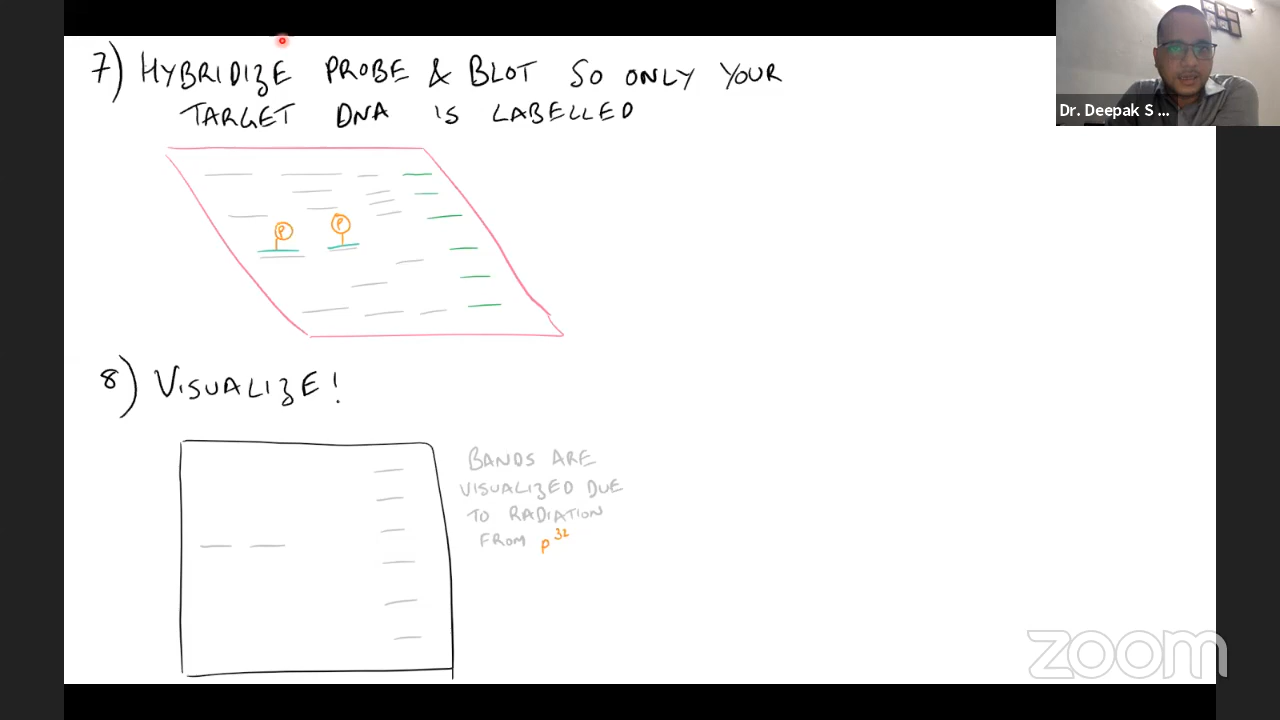 7) HYBRIDIZE PROBE & BLOT SO ONLY YOUR
TARGET DNA IS LABELLED
P
P
8) VISUALIZE!
BANDS ARE
VISUALIZED DUE
TO RADIATION
FROM P³²
Dr. Deepak S ...
zoom